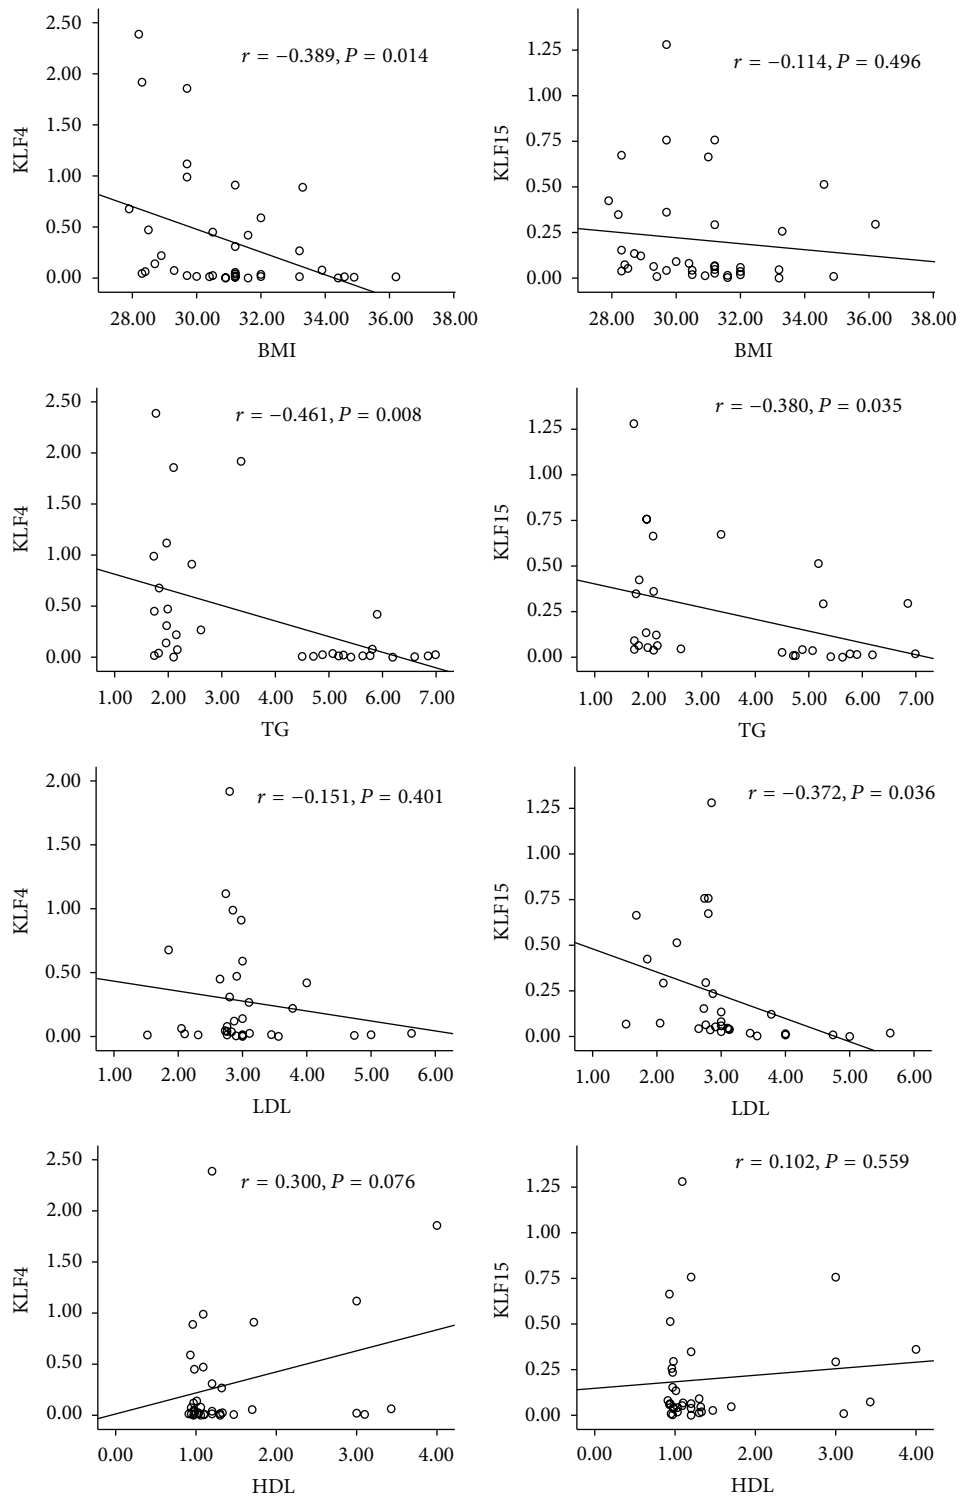 2.50
2.00
1.50
1.00
0.50
0.00
KLF4
r = −0.389, P = 0.014
28.00 30.00 32.00 34.00 36.00 38.00
BMI
1.25
1.00
0.75
0.50
0.25
0.00
KLF15
r = −0.114, P = 0.496
28.00 30.00 32.00 34.00 36.00 38.00
BMI
2.50
2.00
1.50
1.00
0.50
0.00
KLF4
r = −0.461, P = 0.008
1.00 2.00 3.00 4.00 5.00 6.00 7.00
TG
1.25
1.00
0.75
0.50
0.25
0.00
KLF15
r = −0.380, P = 0.035
1.00 2.00 3.00 4.00 5.00 6.00 7.00
TG
2.00
1.50
1.00
0.50
0.00
KLF4
r = −0.151, P = 0.401
1.00 2.00 3.00 4.00 5.00 6.00
LDL
1.25
1.00
0.75
0.50
0.25
0.00
KLF15
r = −0.372, P = 0.036
1.00 2.00 3.00 4.00 5.00 6.00
LDL
2.50
2.00
1.50
1.00
0.50
0.00
KLF4
r = 0.300, P = 0.076
0.00 1.00 2.00 3.00 4.00
HDL
1.25
1.00
0.75
0.50
0.25
0.00
KLF15
r = 0.102, P = 0.559
0.00 1.00 2.00 3.00 4.00
HDL